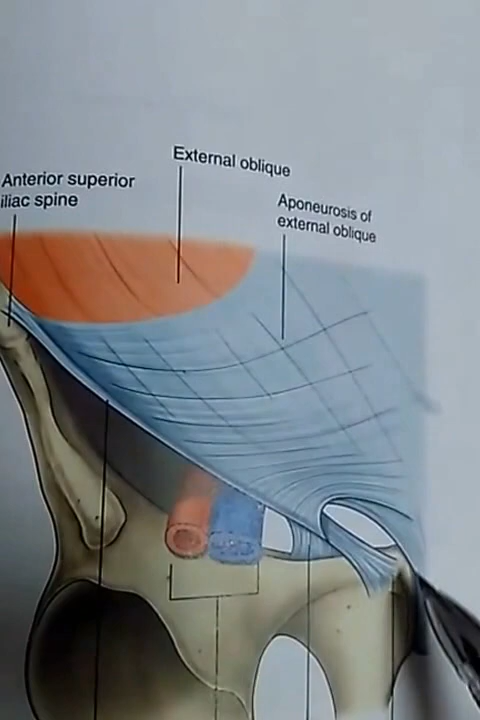 External oblique
Anterior superior
iliac spine
Aponeurosis of
external oblique